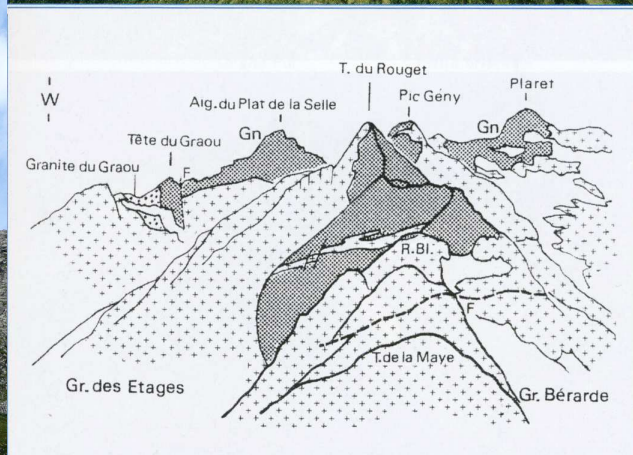 T. du Rouget
W
Aig. du Plat de la Selle
Pic Gény
Plaret
Gn
Gn
Tête du Graou
Granite du Graou
F
R.Bl.
F
T. de la Maye
Gr. des Etages
Gr. Bérarde